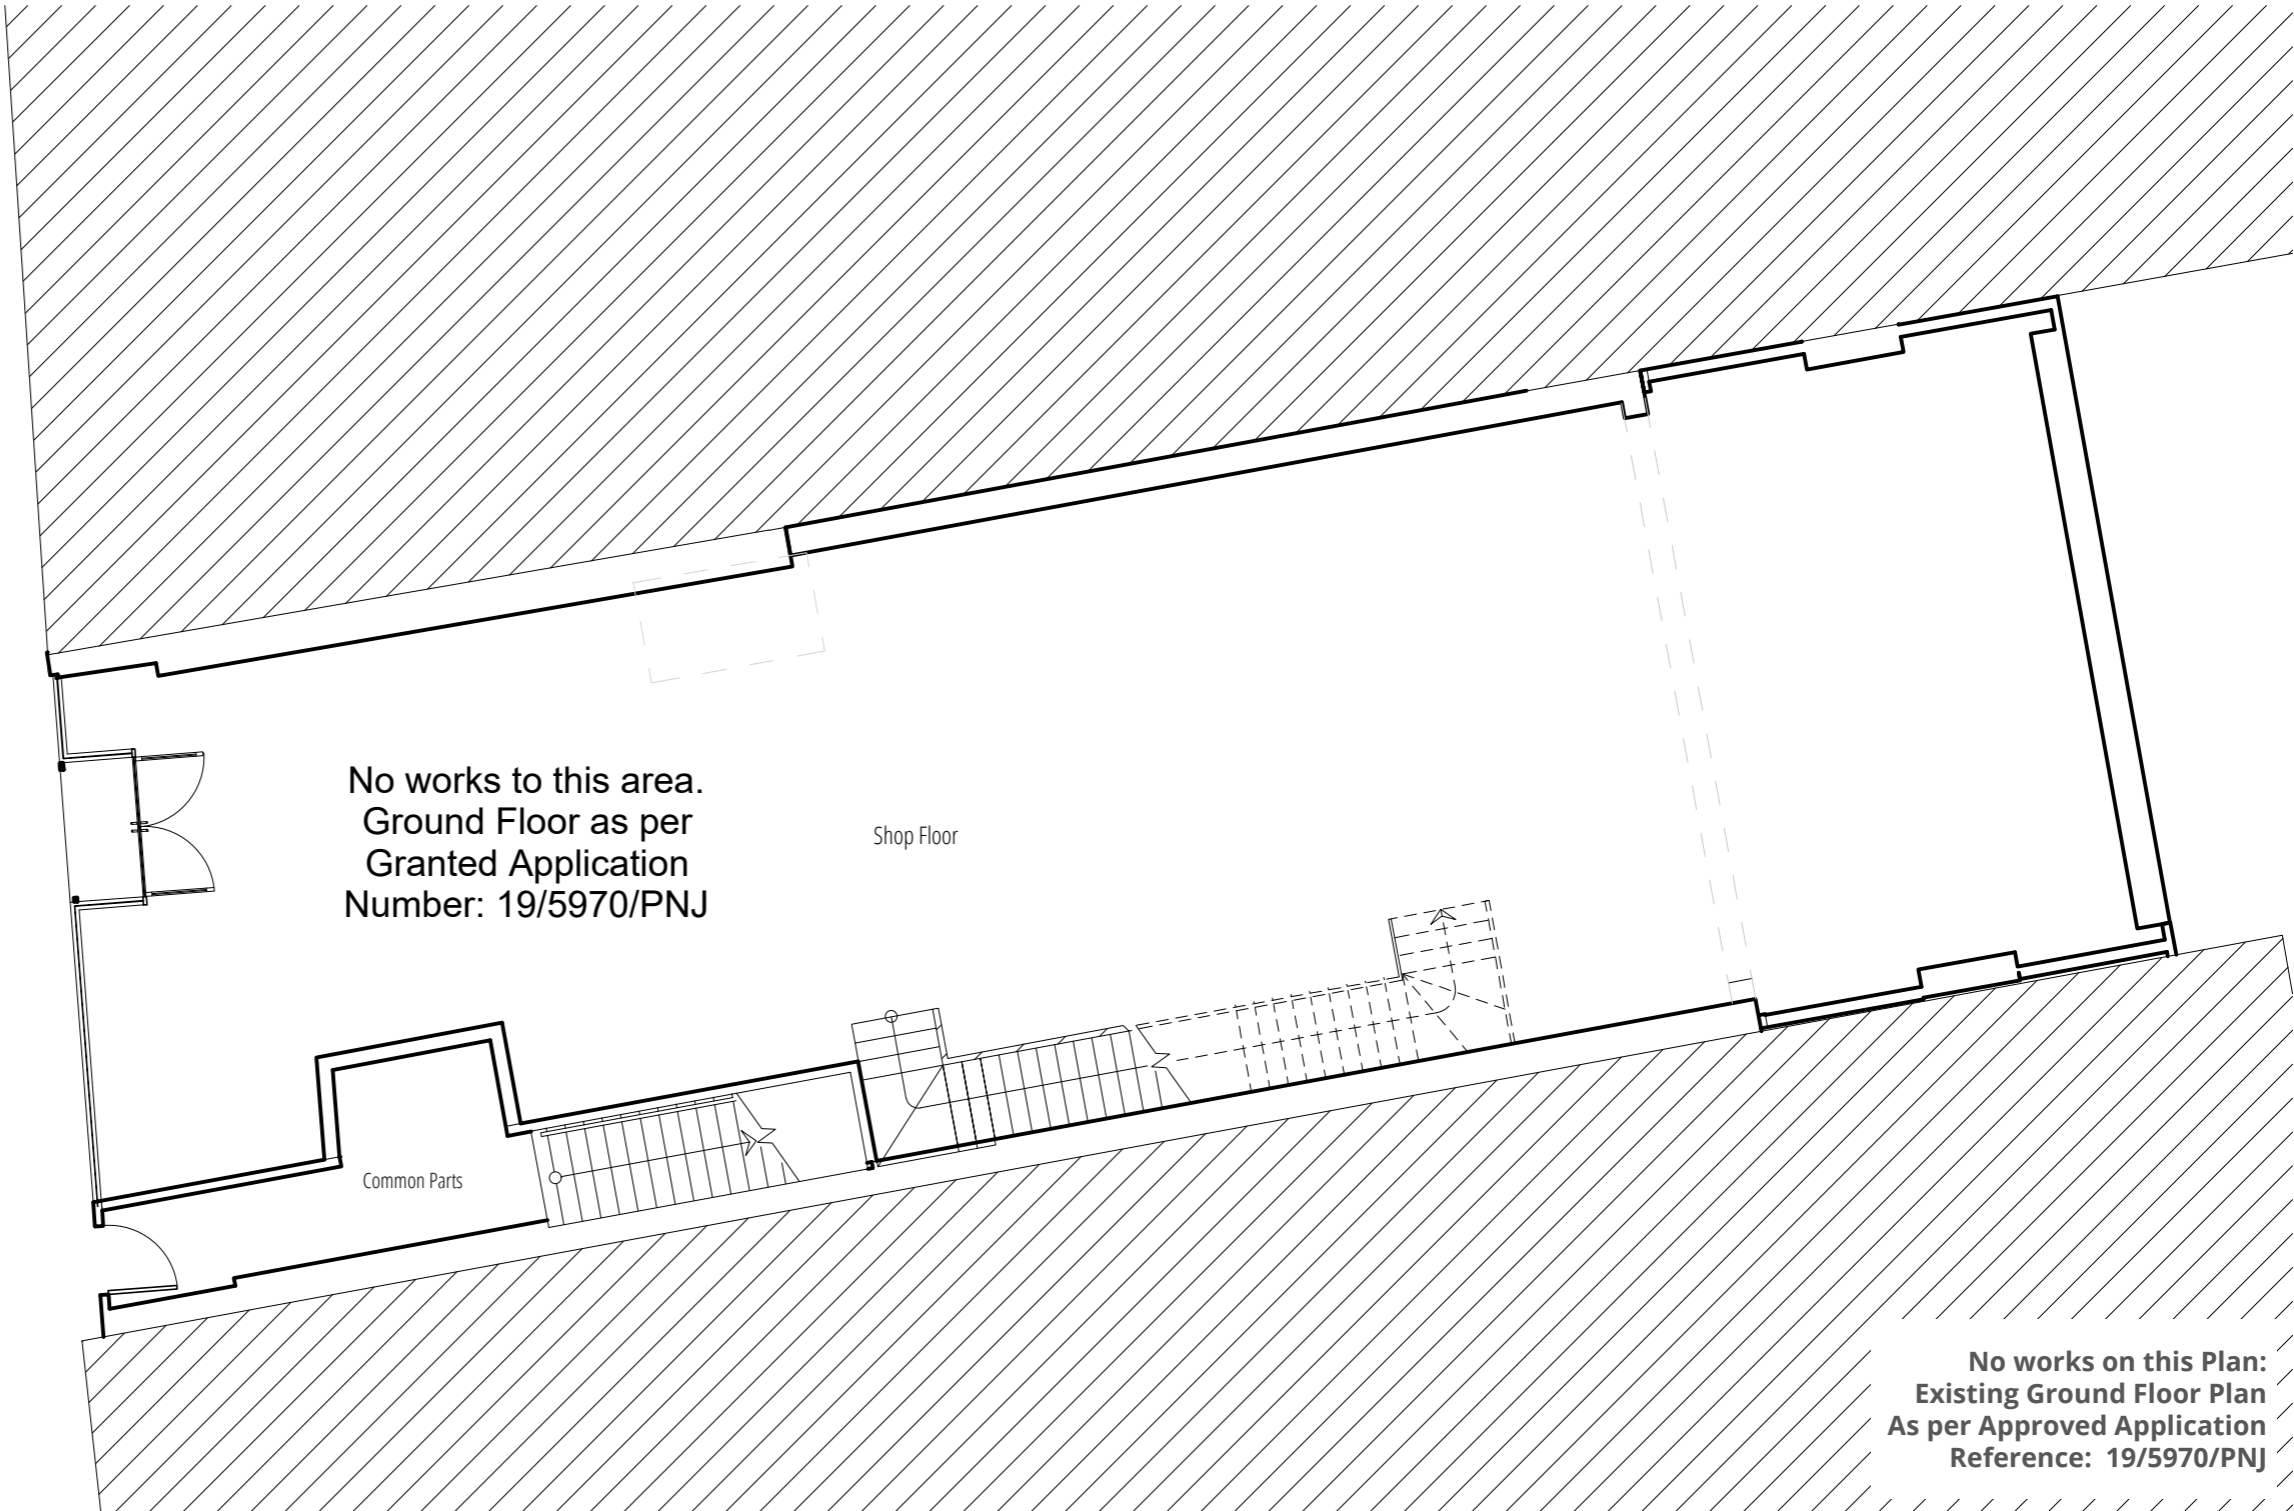 No works to this area.
Ground Floor as per
Granted Application
Number: 19/5970/PNJ
Shop Floor
Common Parts
No works on this Plan:
Existing Ground Floor Plan
As per Approved Application
Reference: 19/5970/PNJ